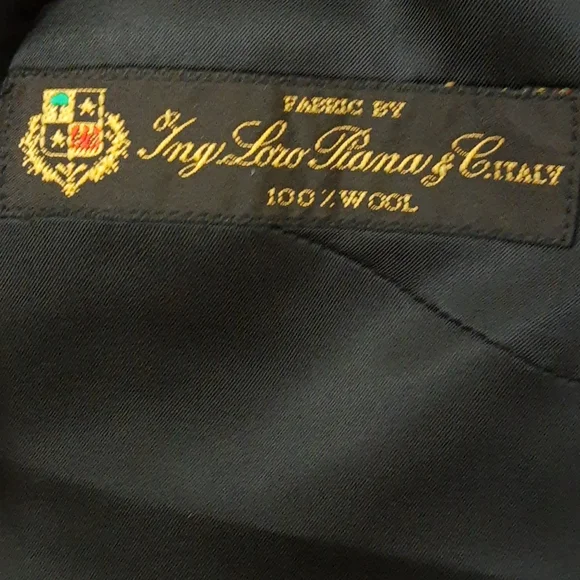 FABRIC BY
Ing. Loro Piana & C. ITALY
100% WOOL